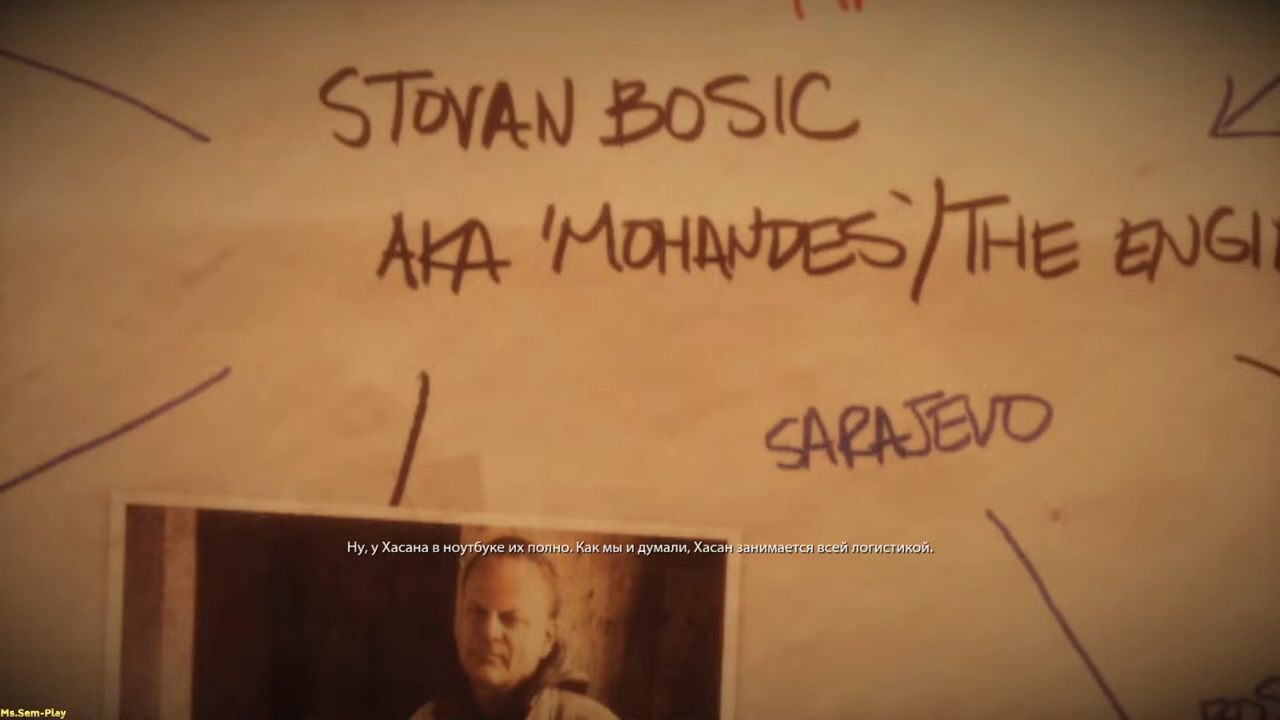 STOVAN BOSIC
AKA 'MOHANDES'/THE ENGI
SARAJEVO
Ну, у Хасана в ноутбуке их полно. Как мы и думали, Хасан занимается всей логистикой.
Ms.Sem-Play